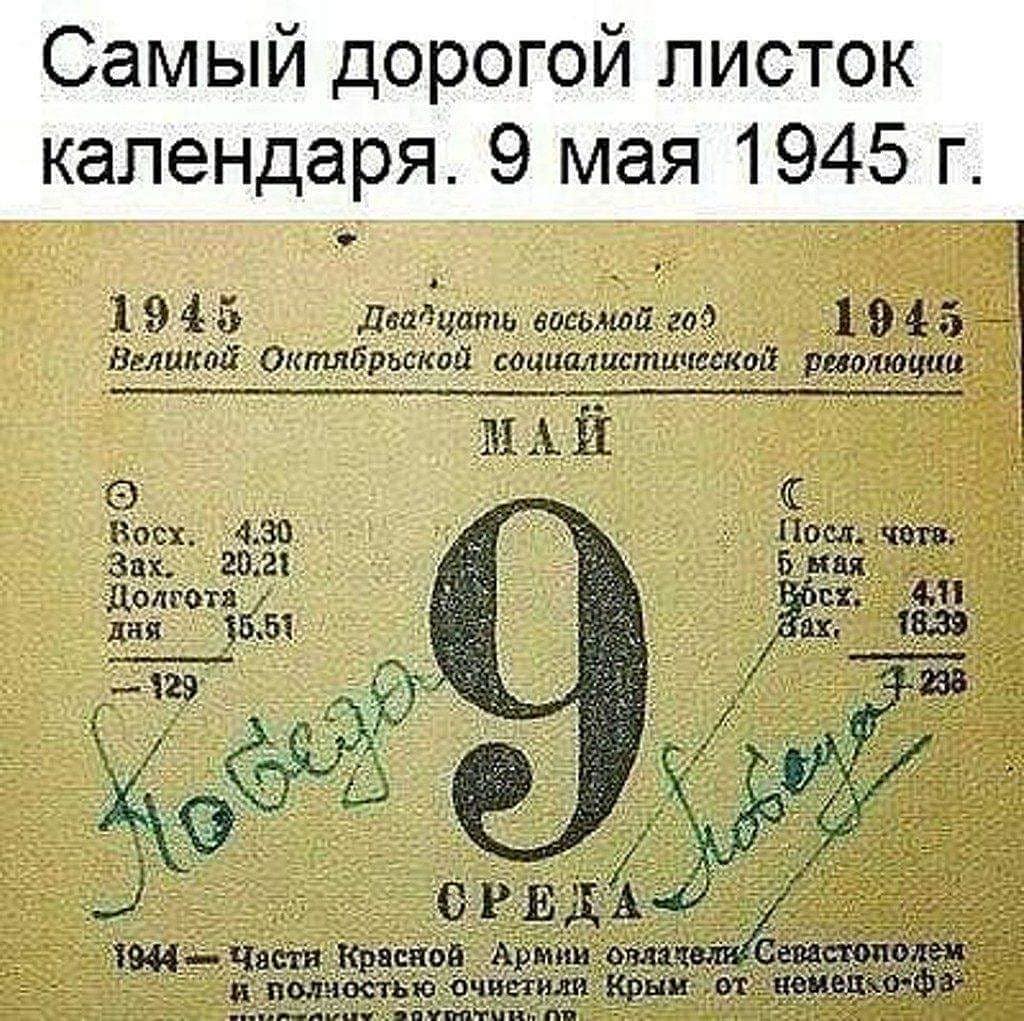 Самый дорогой листок
календаря. 9 мая 1945 г.
1945 Двадцать восьмой год 1945
Великой Октябрьской социалистической революции
МАЙ
Восх. 4.30
Зах. 20.21
Долгота
дня 15.51
—129
9
Посл. четв.
5 мая
Восх. 4.11
Зах. 16.39
+236
Победа
Победа
СРЕДА
1944— Части Красной Армии овладели Севастополем
и полностью очистили Крым от немецко-фа-